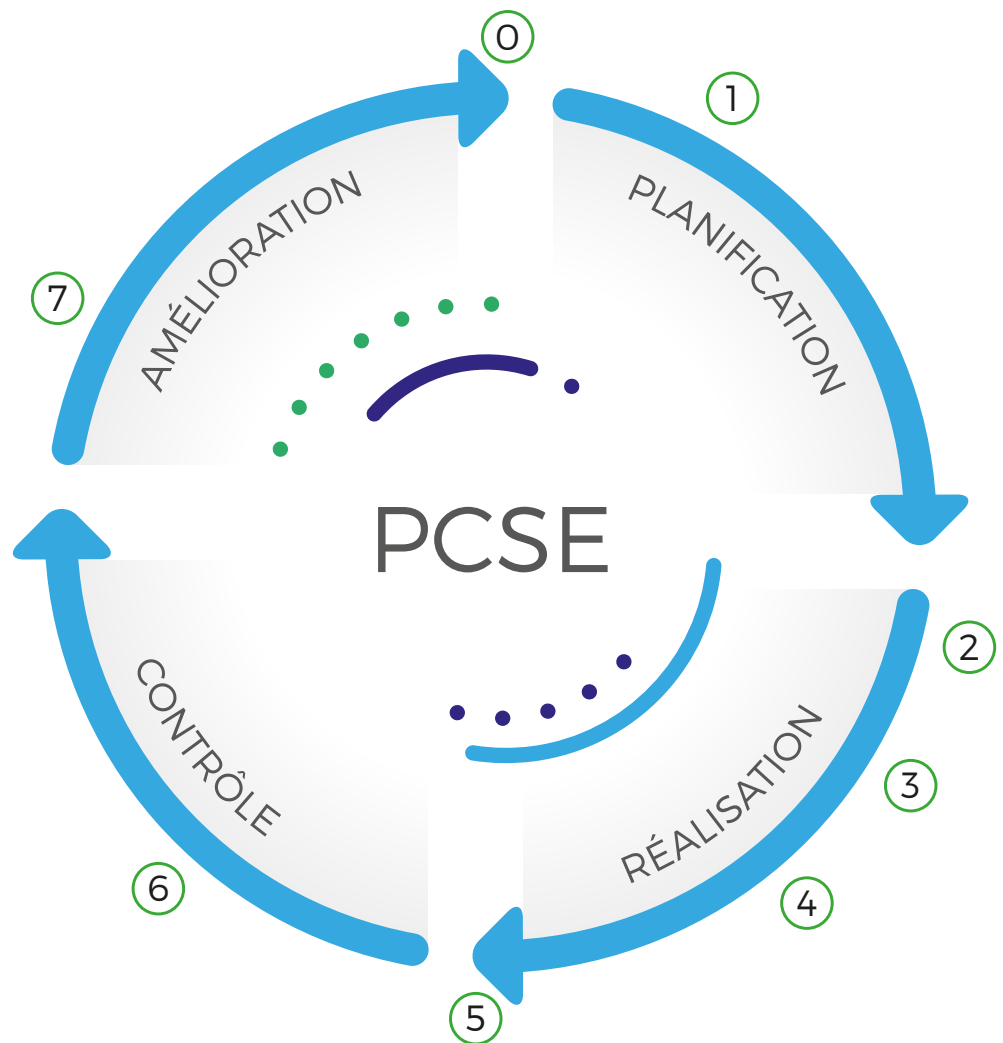 0
1
PLANIFICATION
AMÉLIORATION
7
PCSE
2
CONTRÔLE
RÉALISATION
3
6
4
5